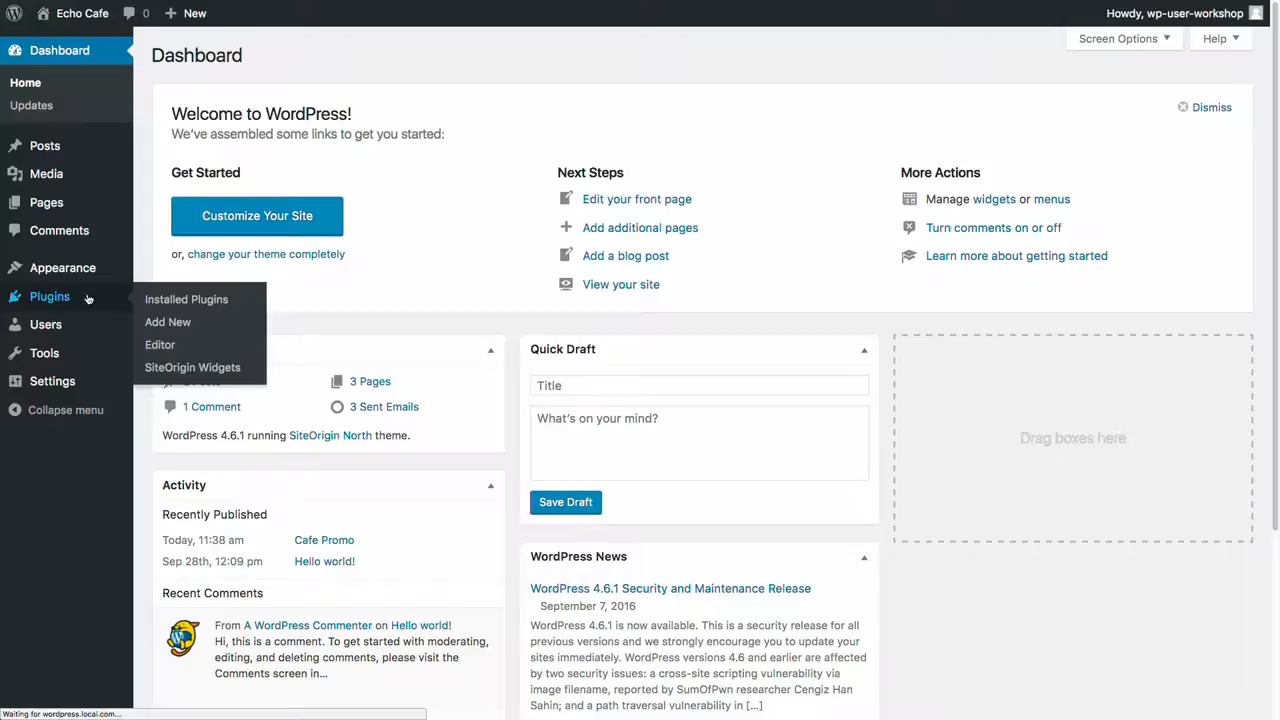 Echo Cafe 0 New Howdy, wp-user-workshop
Dashboard
Home
Updates
Posts
Media
Pages
Comments
Appearance
Plugins
Users
Tools
Settings
Collapse menu
Installed Plugins
Add New
Editor
SiteOrigin Widgets
Screen Options Help
Dashboard
Welcome to WordPress!
We've assembled some links to get you started:
Dismiss
Get Started
Customize Your Site
or, change your theme completely
Next Steps
Edit your front page
Add additional pages
Add a blog post
View your site
More Actions
Manage widgets or menus
Turn comments on or off
Learn more about getting started
3 Pages
1 Comment 3 Sent Emails
WordPress 4.6.1 running SiteOrigin North theme.
Activity
Recently Published
Today, 11:38 am Cafe Promo
Sep 28th, 12:09 pm Hello world!
Recent Comments
From A WordPress Commenter on Hello world!
Hi, this is a comment. To get started with moderating,
editing, and deleting comments, please visit the
Comments screen in...
Quick Draft
Title
What's on your mind?
Save Draft
WordPress News
WordPress 4.6.1 Security and Maintenance Release
September 7, 2016
WordPress 4.6.1 is now available. This is a security release for all
previous versions and we strongly encourage you to update your
sites immediately. WordPress versions 4.6 and earlier are affected
by two security issues: a cross-site scripting vulnerability via
image filename, reported by SumOfPwn researcher Cengiz Han
Sahin; and a path traversal vulnerability in [...]
Drag boxes here
Waiting for wordpress.local.com...